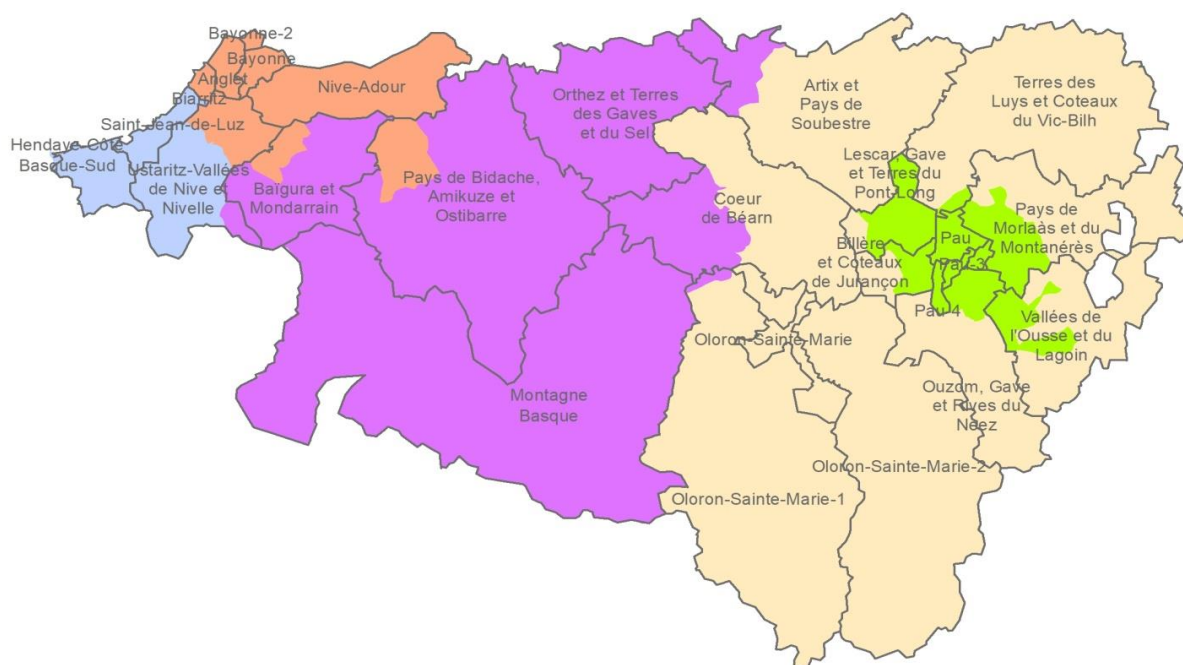 Bayonne-2
Bayonne
Anglet
Biarritz
Nive-Adour
Saint-Jean-de-Luz
Hendaye-Côte
Basque-Sud
Ustaritz-Vallées
de Nive et
Nivelle
Baïgura et
Mondarrain
Pays de Bidache,
Amikuze et
Ostibarre
Orthez et Terres
des Gaves
et du Sel
Artix et
Pays de
Soubestre
Terres des
Luys et Coteaux
du Vic-Bilh
Lescar, Gave
et Terres du
Pont-Long
Coeur
de Béarn
Billère
et Coteaux
de Jurançon
Pau
Pau-3
Pau-4
Pays de
Morlaàs et du
Montanérès
Vallées de
l'Ousse et du
Lagoin
Oloron-Sainte-Marie
Ouzom, Gave
et Rives du
Neez
Montagne
Basque
Oloron-Sainte-Marie-2
Oloron-Sainte-Marie-1